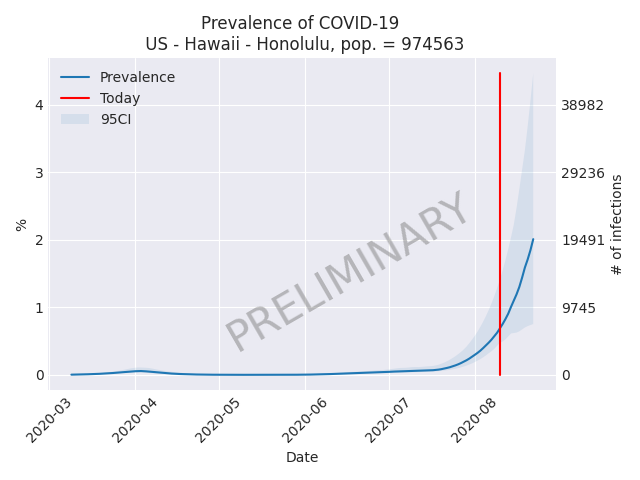 Prevalence of COVID-19
US - Hawaii - Honolulu, pop. = 974563
Prevalence
Today
95CI
PRELIMINARY
%
4
3
2
1
0
38982
29236
19491
9745
0
# of infections
2020-03
2020-04
2020-05
2020-06
2020-07
2020-08
Date